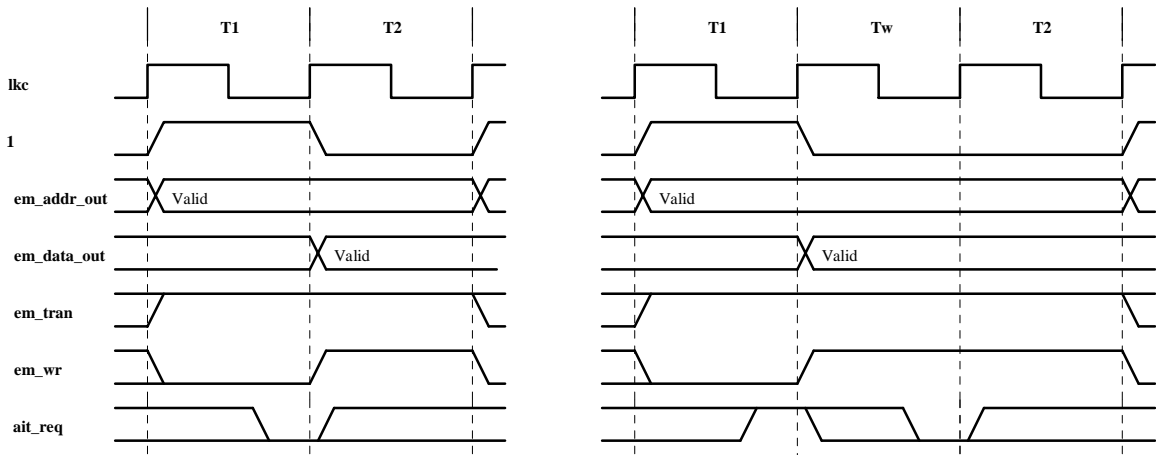 T1 T2 T1 Tw T2
lkc
1
em_addr_out Valid Valid
em_data_out Valid Valid
em_tran
em_wr
ait_req